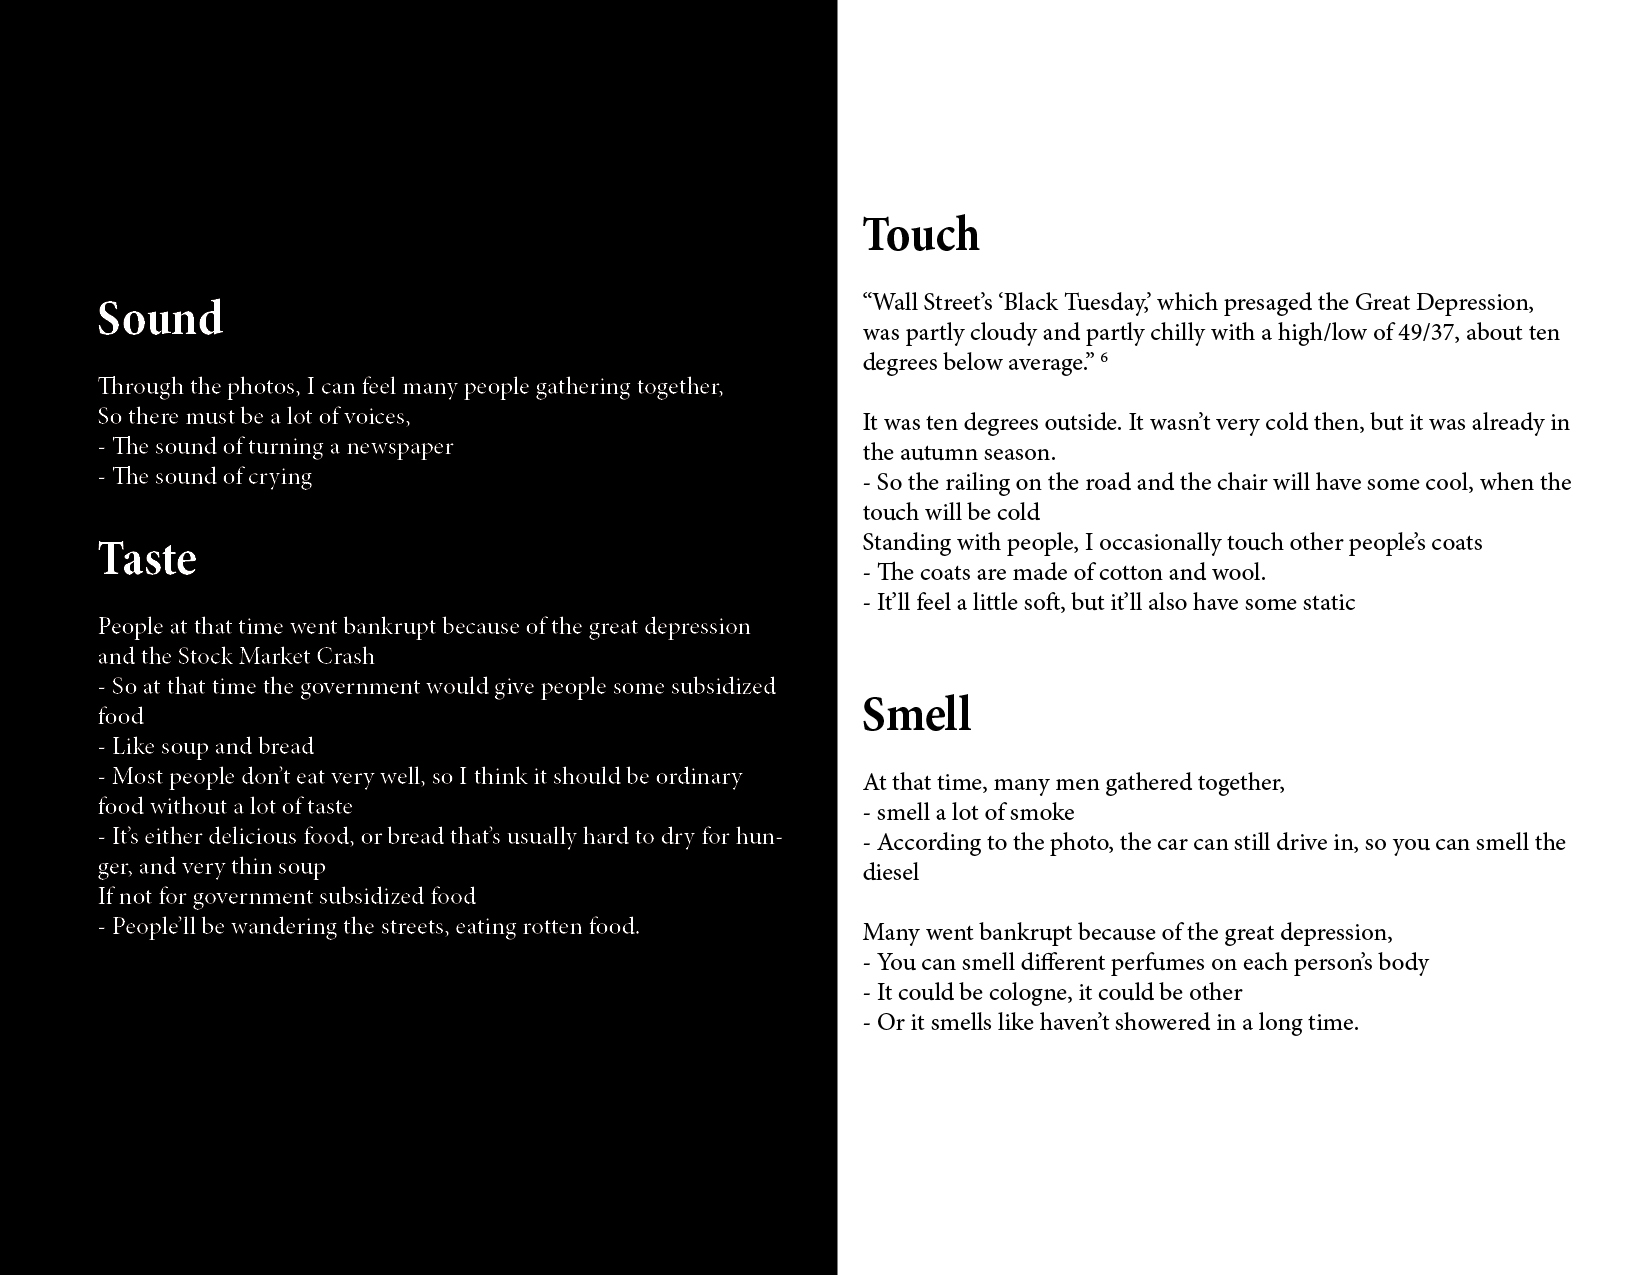 Sound
Through the photos, I can feel many people gathering together,
So there must be a lot of voices,
- The sound of turning a newspaper
- The sound of crying
Taste
People at that time went bankrupt because of the great depression
and the Stock Market Crash
- So at that time the government would give people some subsidized
food
- Like soup and bread
- Most people don’t eat very well, so I think it should be ordinary
food without a lot of taste
- It’s either delicious food, or bread that’s usually hard to dry for hun-
ger, and very thin soup
If not for government subsidized food
- People’ll be wandering the streets, eating rotten food.
Touch
“Wall Street’s ‘Black Tuesday,’ which presaged the Great Depression,
was partly cloudy and partly chilly with a high/low of 49/37, about ten
degrees below average.” ⁶
It was ten degrees outside. It wasn’t very cold then, but it was already in
the autumn season.
- So the railing on the road and the chair will have some cool, when the
touch will be cold
Standing with people, I occasionally touch other people’s coats
- The coats are made of cotton and wool.
- It’ll feel a little soft, but it’ll also have some static
Smell
At that time, many men gathered together,
- smell a lot of smoke
- According to the photo, the car can still drive in, so you can smell the
diesel
Many went bankrupt because of the great depression,
- You can smell different perfumes on each person’s body
- It could be cologne, it could be other
- Or it smells like haven’t showered in a long time.